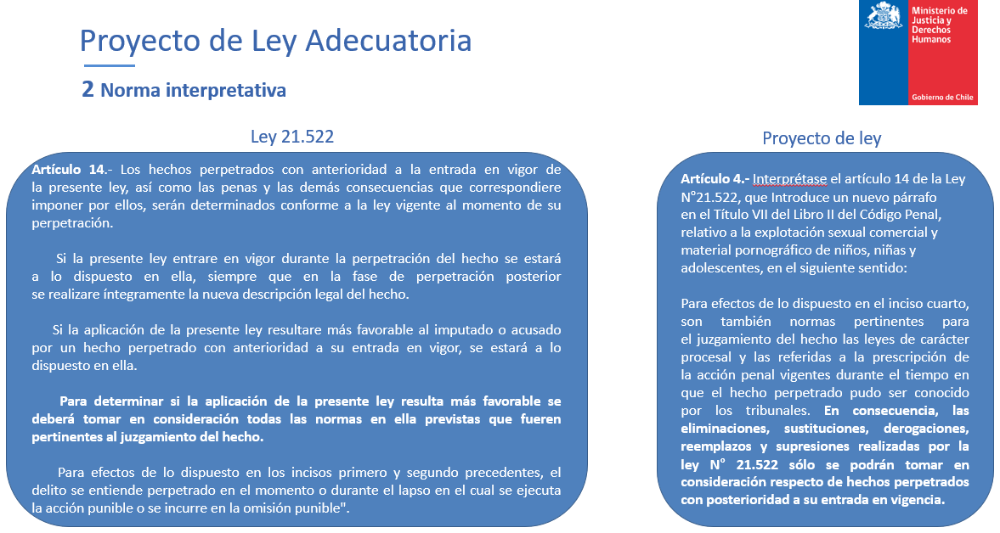 Ministerio de
Justicia y
Derechos
Humanos
Gobierno de Chile
Proyecto de Ley Adecuatoria
2 Norma interpretativa
Ley 21.522
Artículo 14.- Los hechos perpetrados con anterioridad a la entrada en vigor de
la presente ley, así como las penas y las demás consecuencias que correspondiere
imponer por ellos, serán determinados conforme a la ley vigente al momento de su
perpetración.
Si la presente ley entrare en vigor durante la perpetración del hecho se estará
a lo dispuesto en ella, siempre que en la fase de perpetración posterior
se realizare íntegramente la nueva descripción legal del hecho.
Si la aplicación de la presente ley resultare más favorable al imputado o acusado
por un hecho perpetrado con anterioridad a su entrada en vigor, se estará a lo
dispuesto en ella.
Para determinar si la aplicación de la presente ley resulta más favorable se
deberá tomar en consideración todas las normas en ella previstas que fueren
pertinentes al juzgamiento del hecho.
Para efectos de lo dispuesto en los incisos primero y segundo precedentes, el
delito se entiende perpetrado en el momento o durante el lapso en el cual se ejecuta
la acción punible o se incurre en la omisión punible".
Proyecto de ley
Artículo 4.- Interprétase el artículo 14 de la Ley
N°21.522, que Introduce un nuevo párrafo
en el Título VII del Libro II del Código Penal,
relativo a la explotación sexual comercial y
material pornográfico de niños, niñas y
adolescentes, en el siguiente sentido:
Para efectos de lo dispuesto en el inciso cuarto,
son también normas pertinentes para
el juzgamiento del hecho las leyes de carácter
procesal y las referidas a la prescripción de
la acción penal vigentes durante el tiempo en
que el hecho perpetrado pudo ser conocido
por los tribunales. En consecuencia, las
eliminaciones, sustituciones, derogaciones,
reemplazos y supresiones realizadas por la
ley N° 21.522 sólo se podrán tomar en
consideración respecto de hechos perpetrados
con posterioridad a su entrada en vigencia.